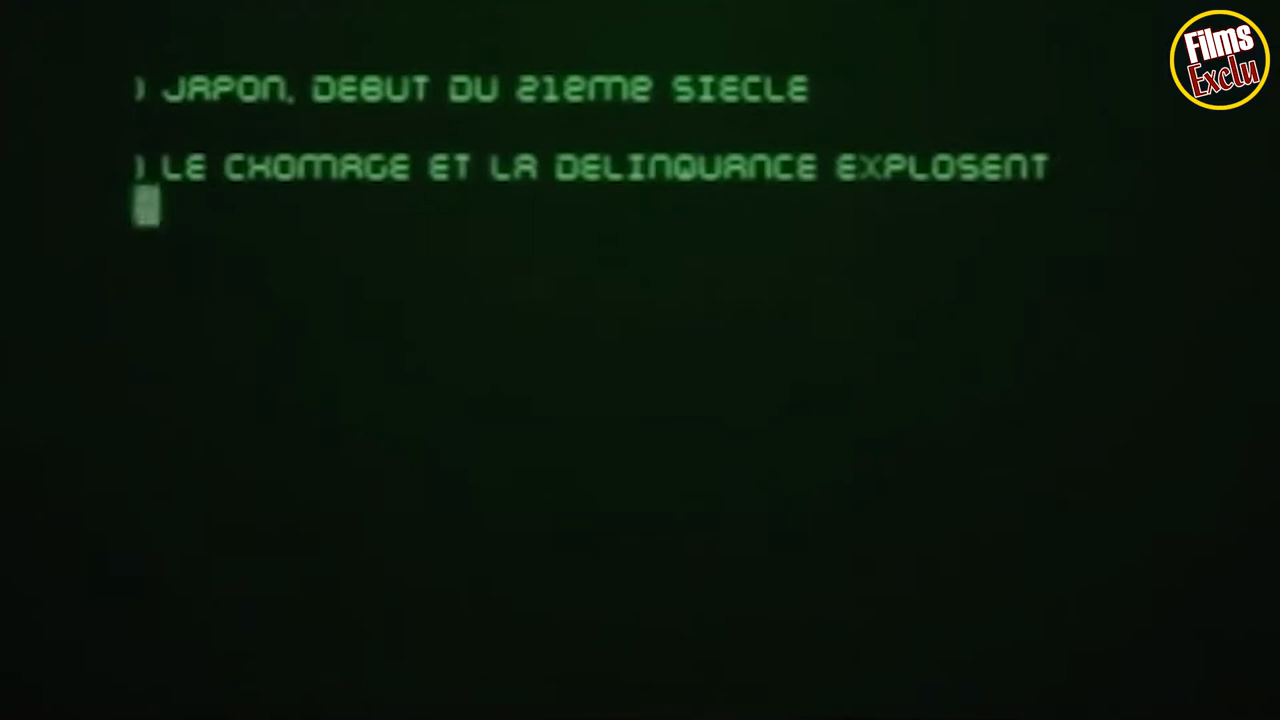 ) JAPON, DEBUT DU 21eme SIECLE
) LE CHOMAGE ET LA DELINQUANCE EXPLOSENT
Films
Exclu